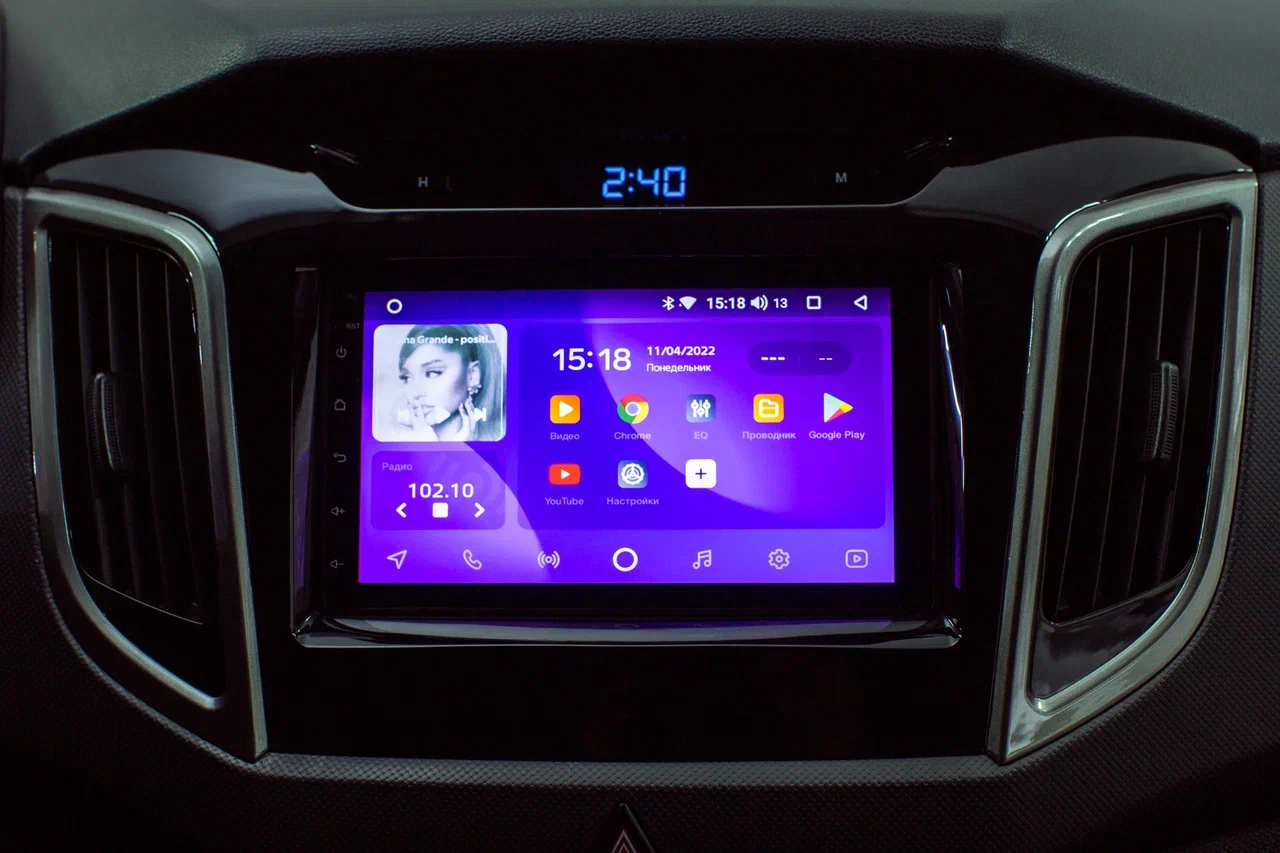 H
2:40
M
15:18
13
RST
na Grande - positi...
15:18
11/04/2022
Понедельник
--- --
Видео
Chrome
EQ
Проводник
Google Play
Радио
102.10
YouTube
Настройки